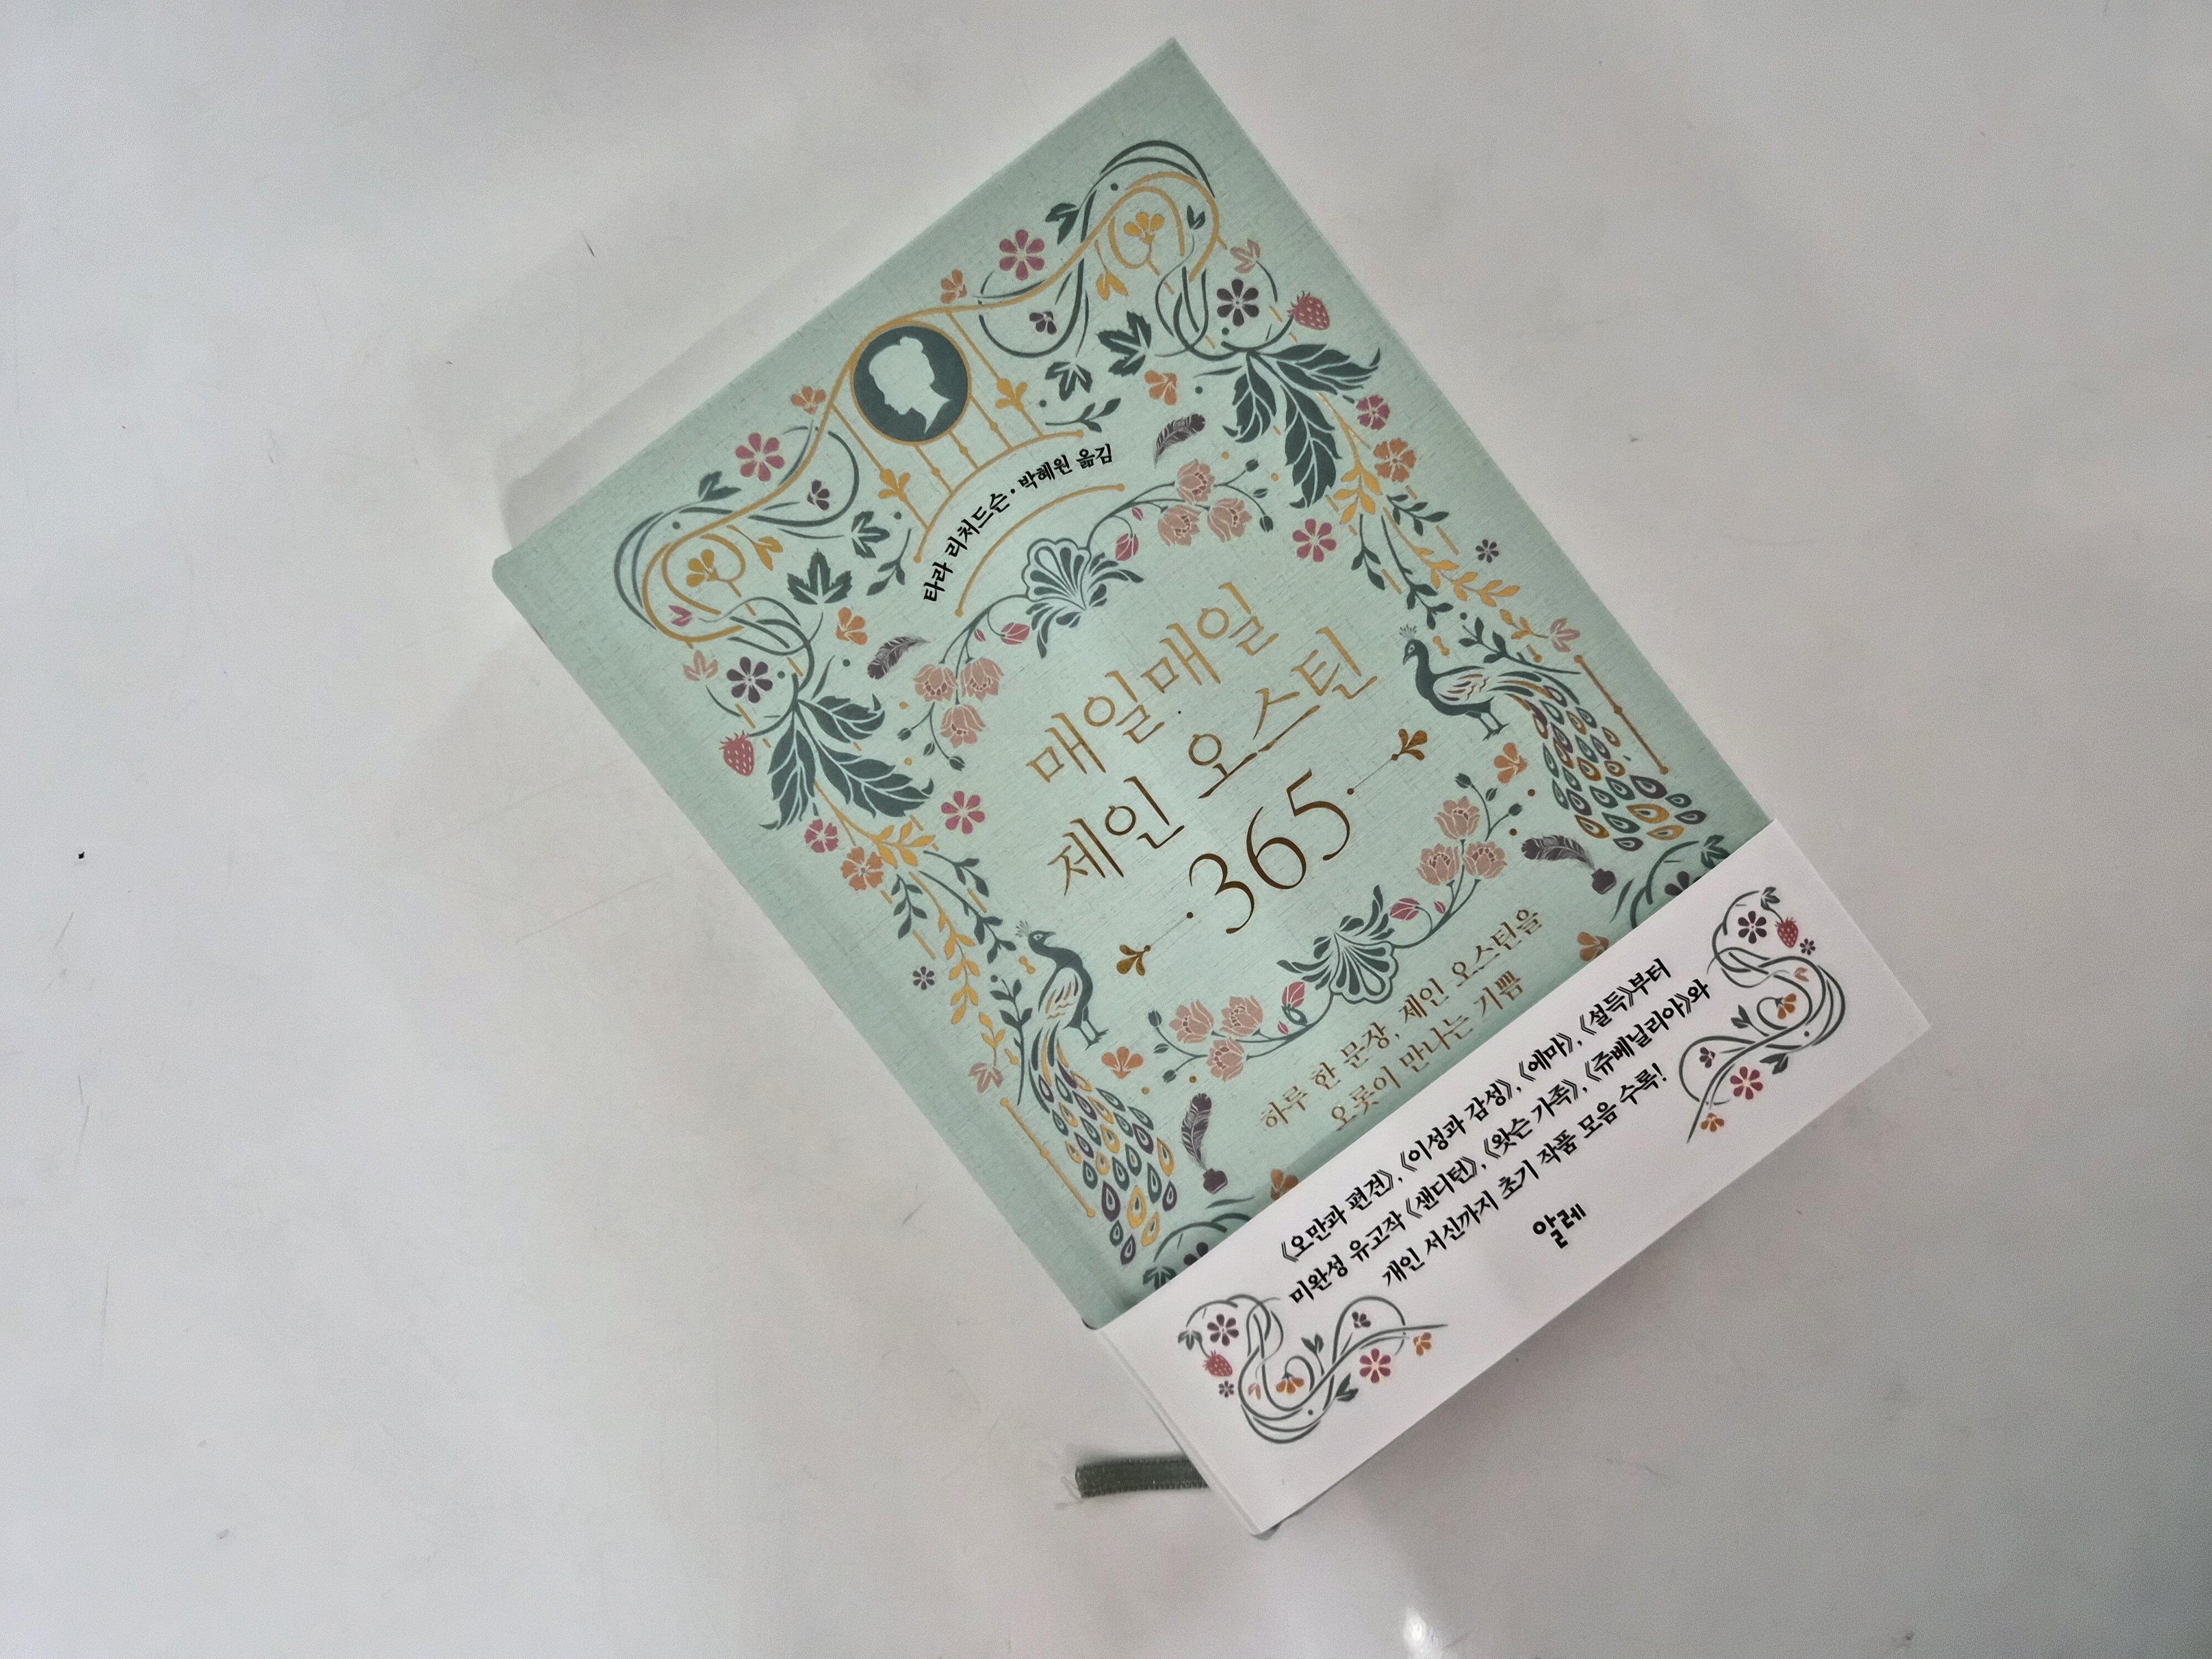 타라 리처드슨·박혜원 옮김
매일매일
제인 오스틴
365
하루 한 문장, 제인 오스틴을
오롯이 만나는 기쁨
《오만과 편견》, 《이성과 감성》, 《에마》, 《설득》부터
미완성 유고작 《샌디턴》, 《왓슨 가족》, 《쥬베닐리아》와
개인 서신까지 초기 작품 모음 수록!
알레